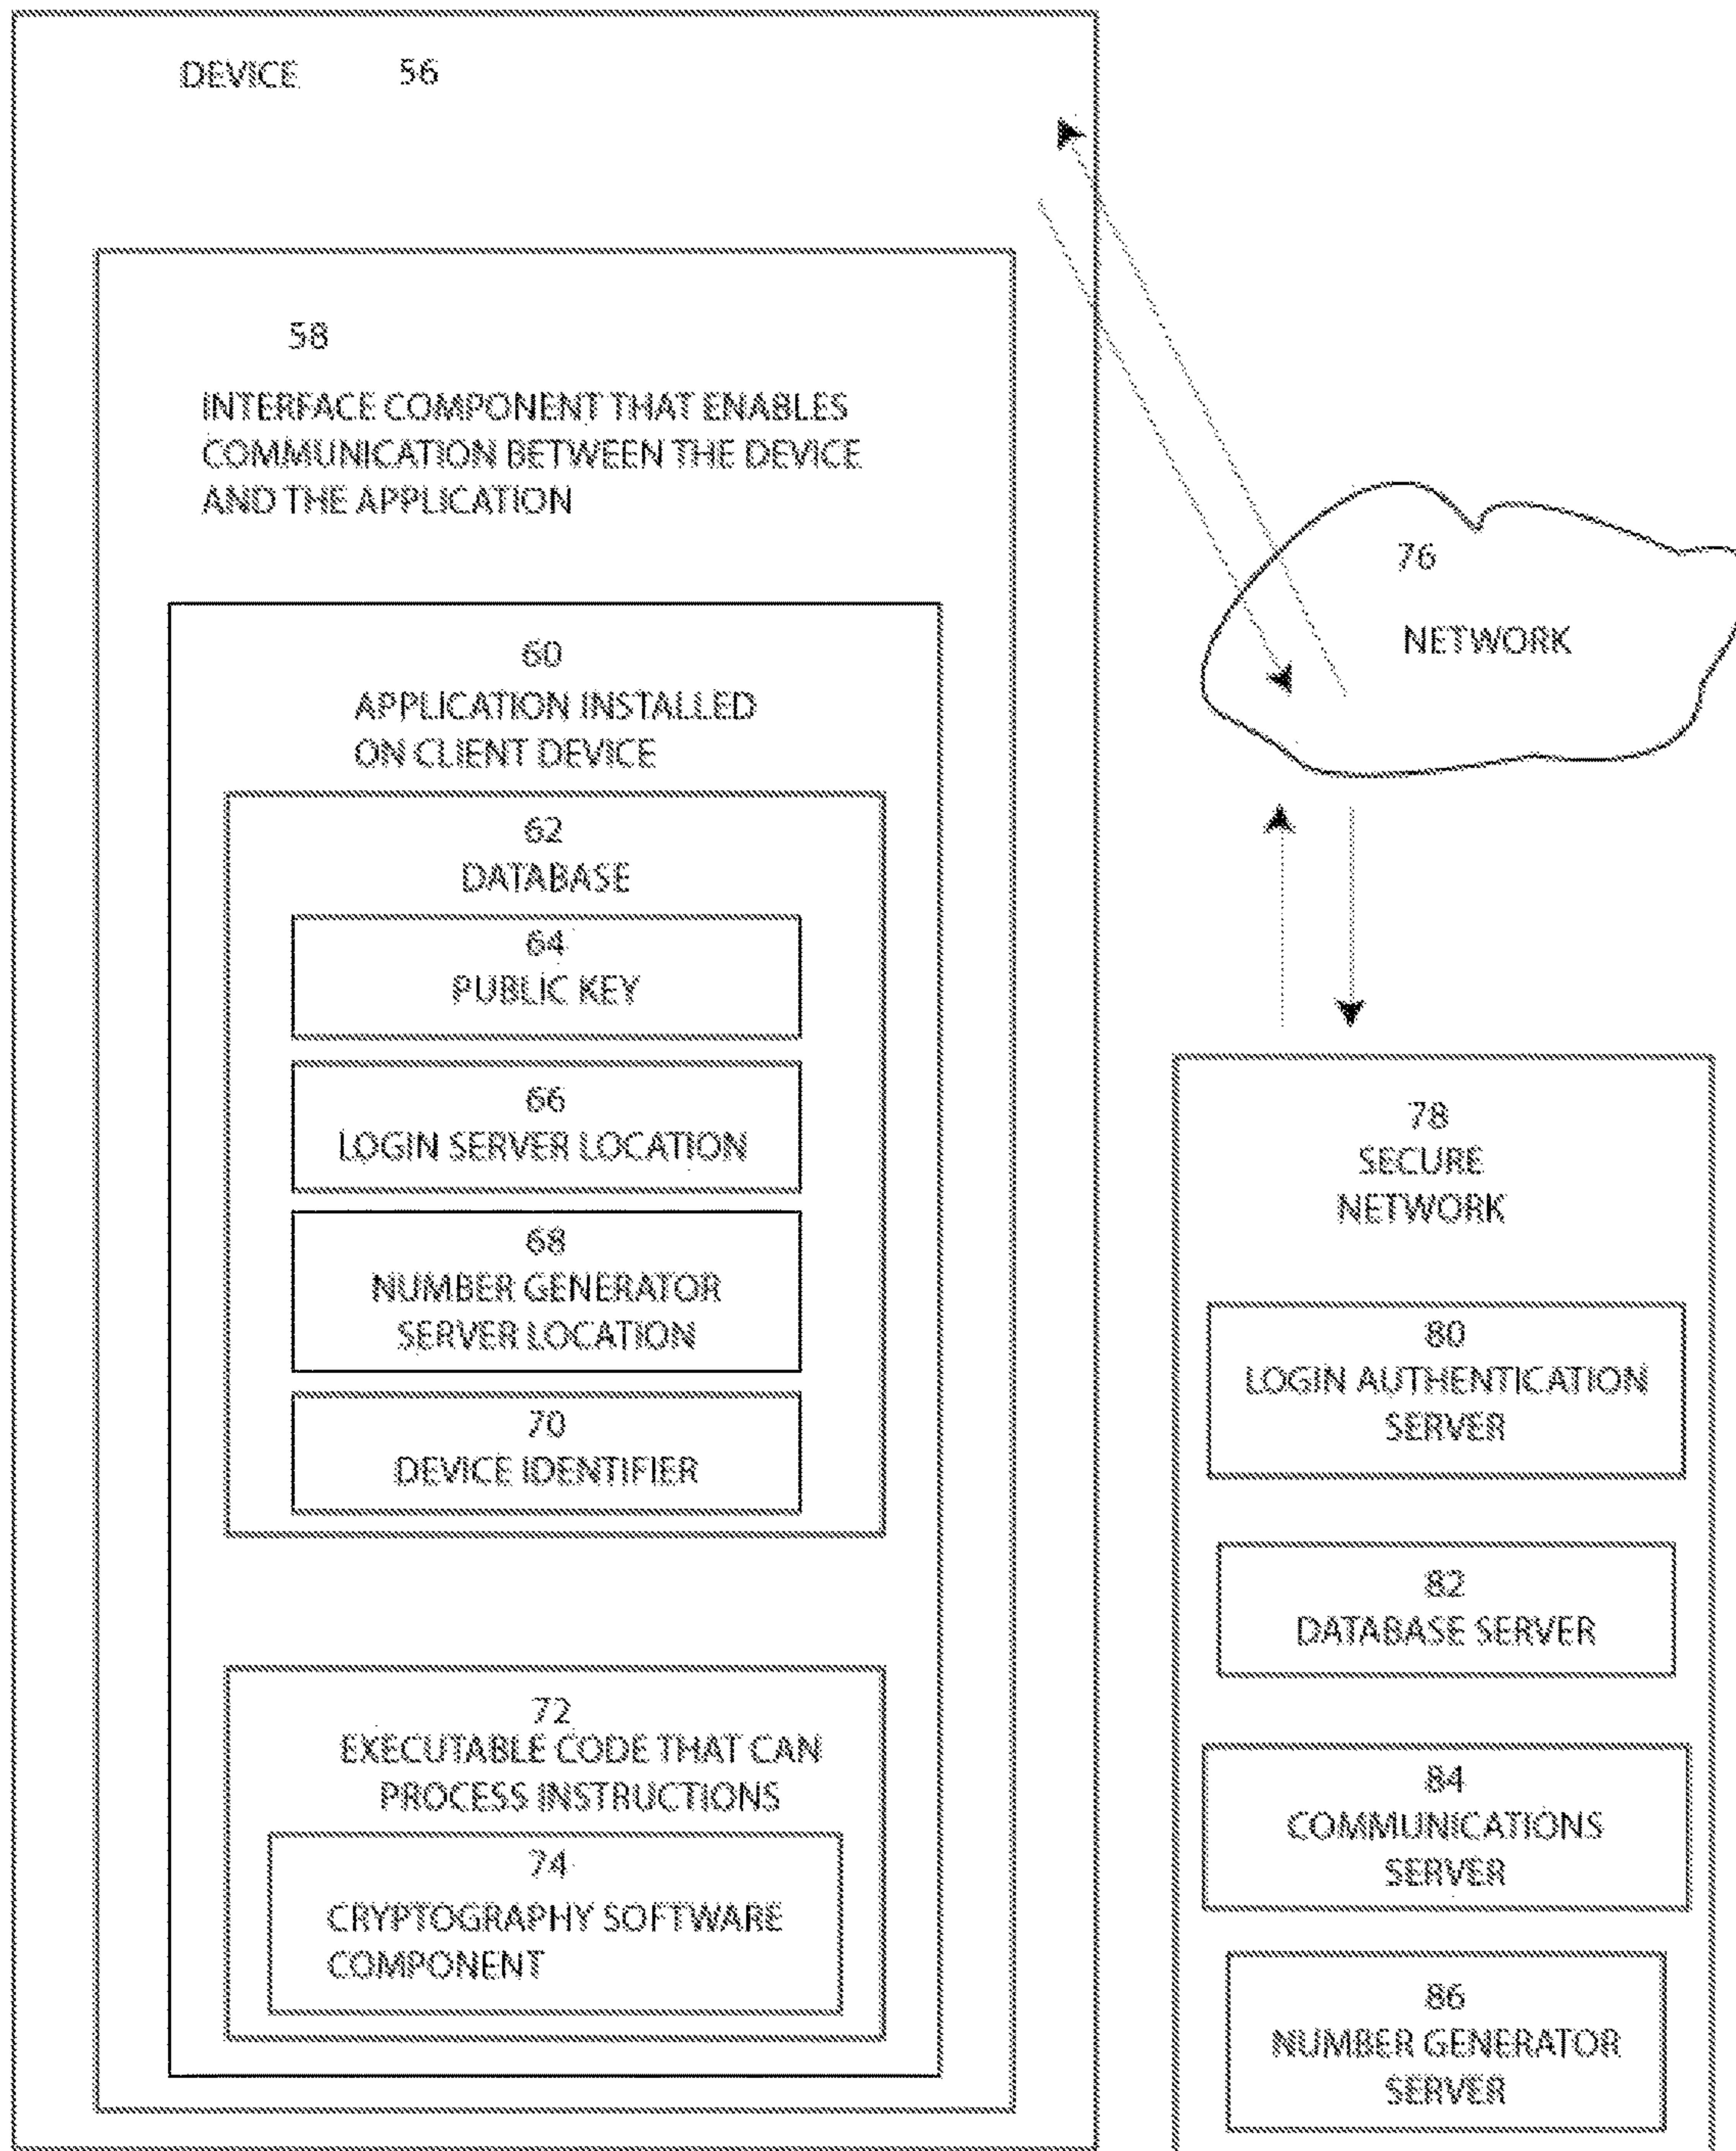 DEVICE 56
58
INTERFACE COMPONENT THAT ENABLES
COMMUNICATION BETWEEN THE DEVICE
AND THE APPLICATION
60
APPLICATION INSTALLED
ON CLIENT DEVICE
62
DATABASE
64
PUBLIC KEY
66
LOGIN SERVER LOCATION
68
NUMBER GENERATOR
SERVER LOCATION
70
DEVICE IDENTIFIER
72
EXECUTABLE CODE THAT CAN
PROCESS INSTRUCTIONS
74
CRYPTOGRAPHY SOFTWARE
COMPONENT
76
NETWORK
78
SECURE
NETWORK
80
LOGIN AUTHENTICATION
SERVER
82
DATABASE SERVER
84
COMMUNICATIONS
SERVER
86
NUMBER GENERATOR
SERVER